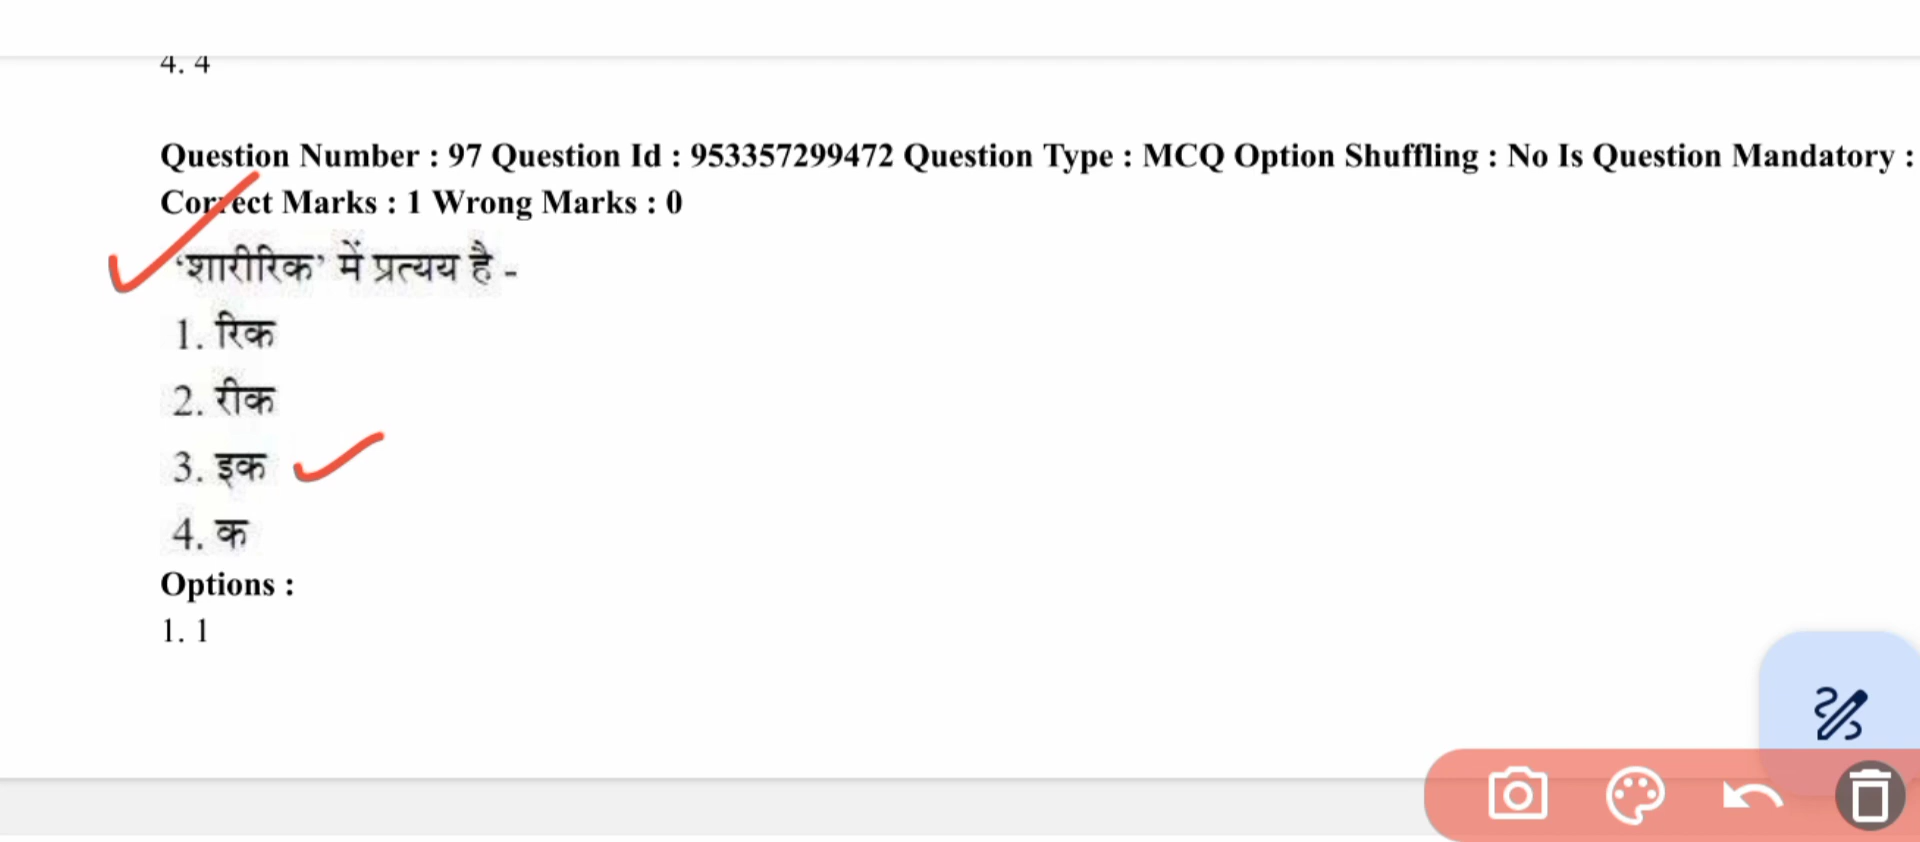 4. 4
Question Number : 97 Question Id : 953357299472 Question Type : MCQ Option Shuffling : No Is Question Mandatory :
Correct Marks : 1 Wrong Marks : 0
‘शारीरिक’ में प्रत्यय है -
1. रिक
2. रीक
3. इक
4. क
Options :
1. 1